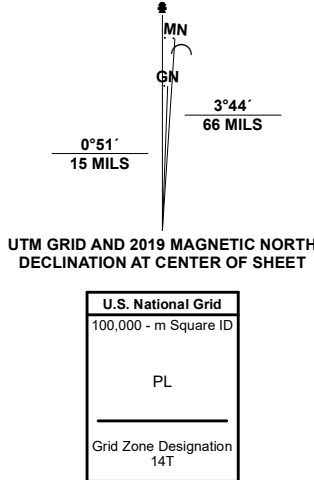 MN
GN
3°44´
66 MILS
0°51´
15 MILS
UTM GRID AND 2019 MAGNETIC NORTH
DECLINATION AT CENTER OF SHEET
U.S. National Grid
100,000 - m Square ID
PL
Grid Zone Designation
14T